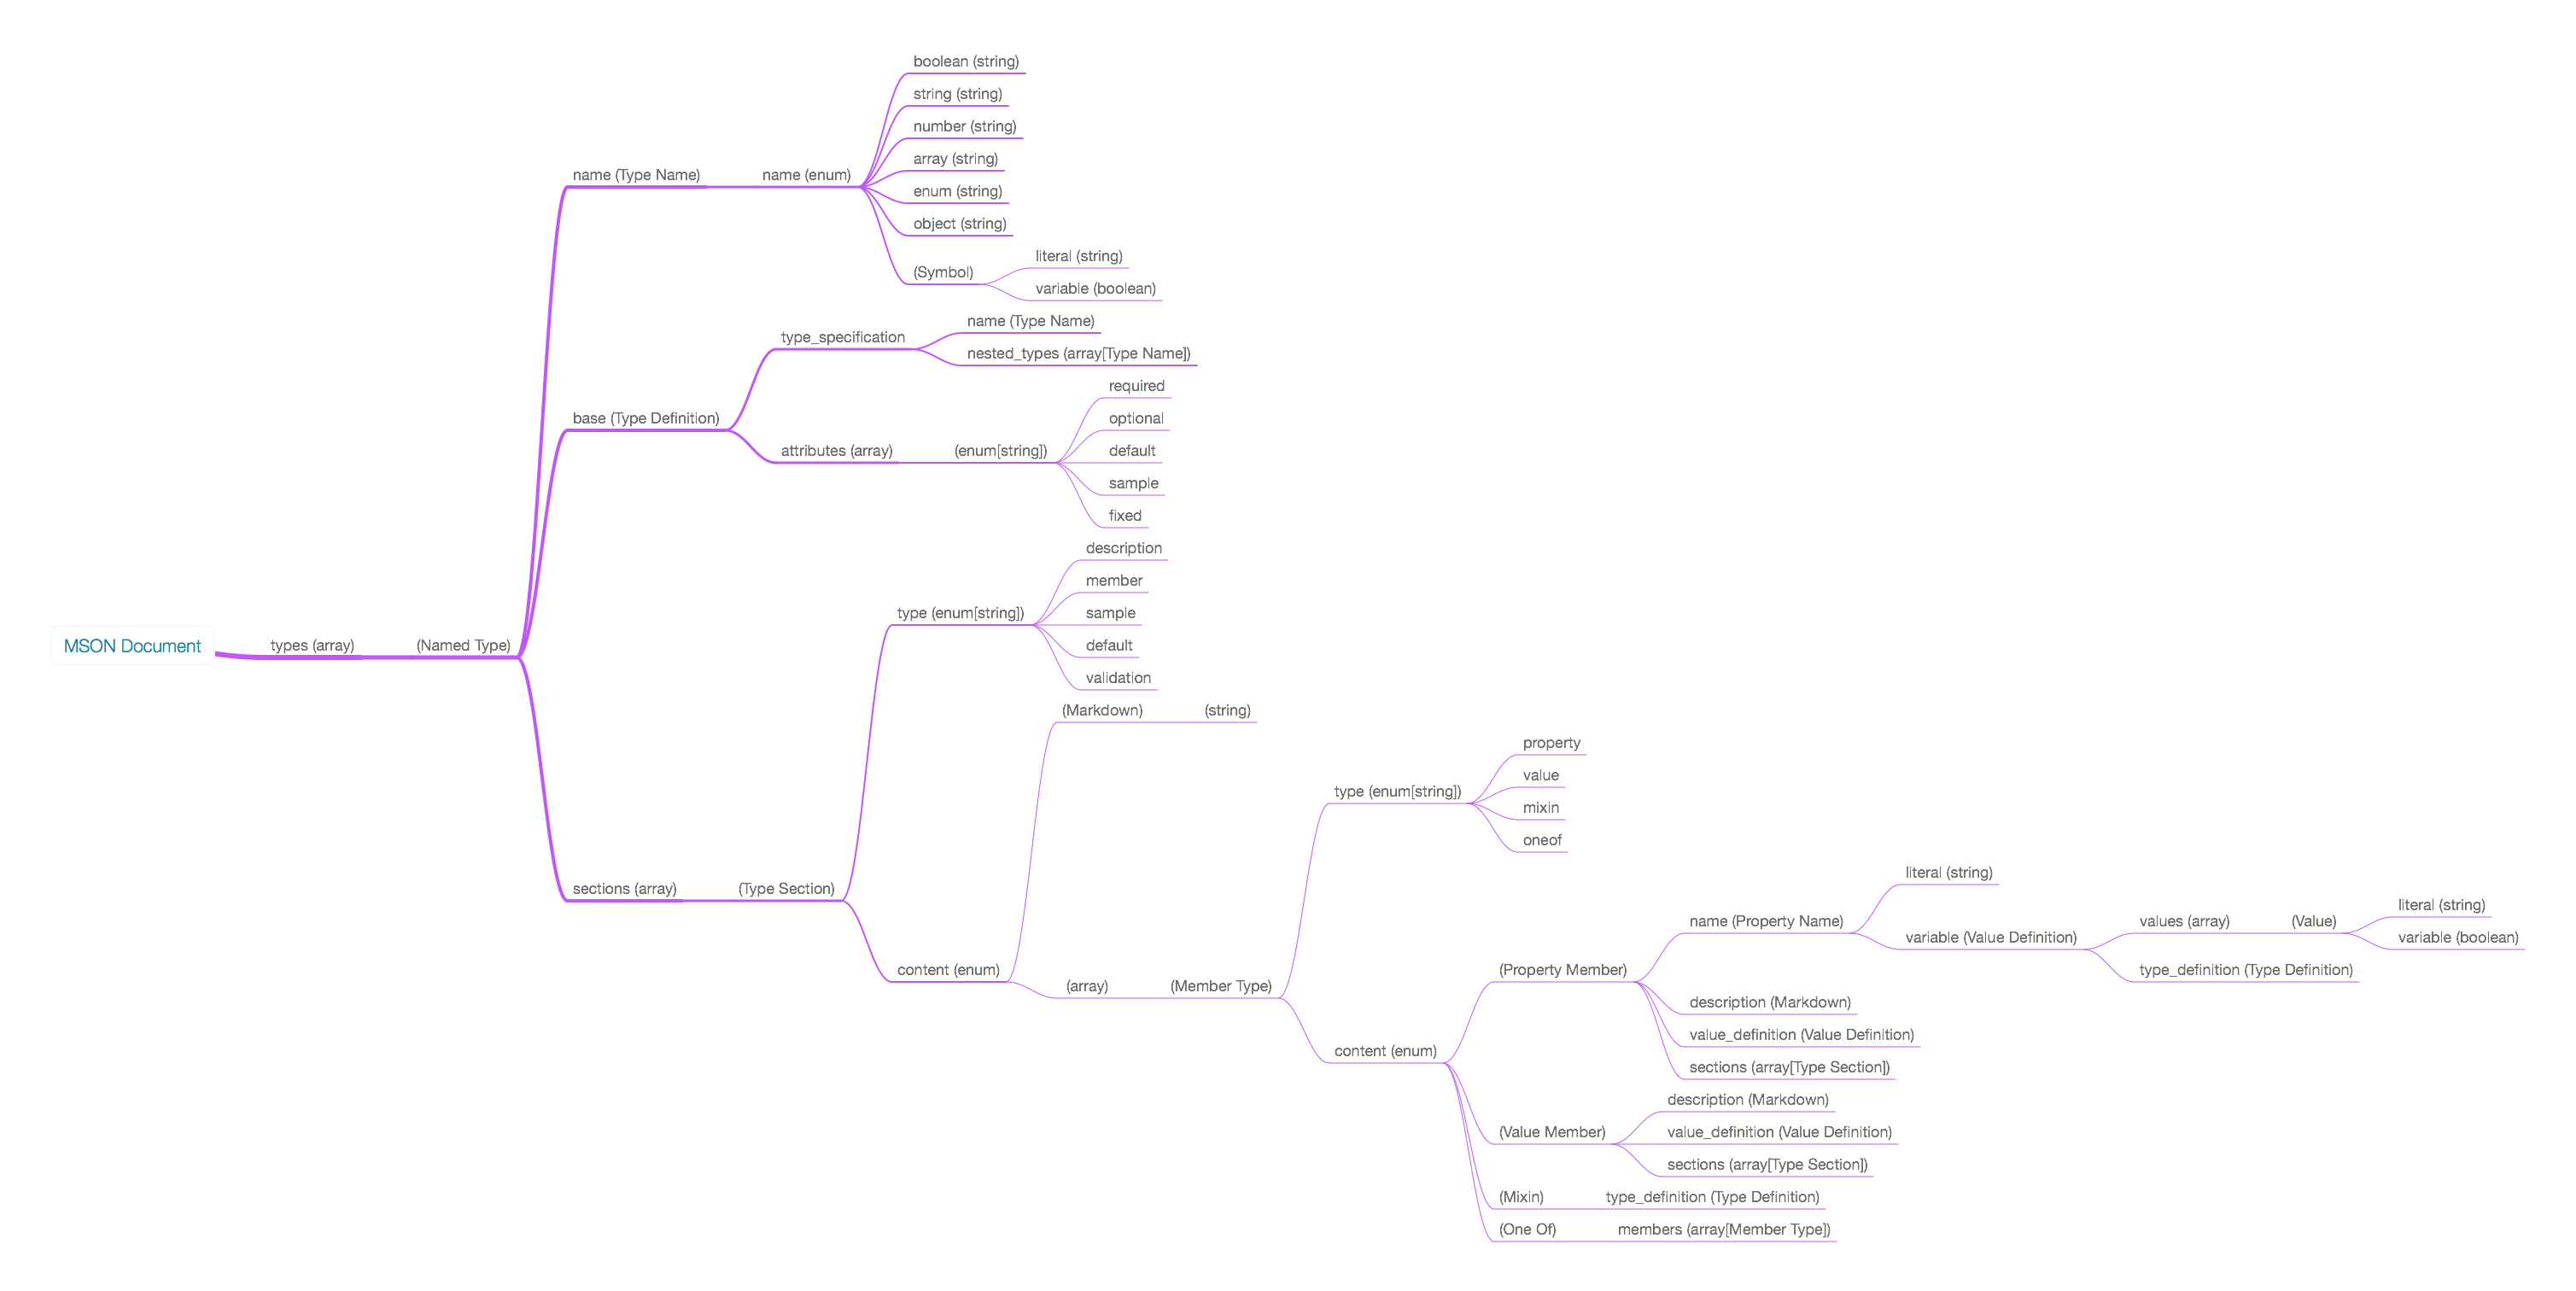 boolean (string)
string (string)
number (string)
array (string)
name (Type Name)
name (enum)
enum (string)
object (string)
(Symbol)
literal (string)
variable (boolean)
type_specification
name (Type Name)
nested_types (array[Type Name])
base (Type Definition)
attributes (array)
(enum[string])
required
optional
default
sample
fixed
MSON Document
types (array)
(Named Type)
type (enum[string])
description
member
sample
default
validation
sections (array)
(Type Section)
content (enum)
(Markdown)
(string)
(array)
(Member Type)
type (enum[string])
property
value
mixin
oneof
content (enum)
(Property Member)
name (Property Name)
literal (string)
variable (Value Definition)
values (array)
(Value)
literal (string)
variable (boolean)
type_definition (Type Definition)
description (Markdown)
value_definition (Value Definition)
sections (array[Type Section])
(Value Member)
description (Markdown)
value_definition (Value Definition)
sections (array[Type Section])
(Mixin)
type_definition (Type Definition)
(One Of)
members (array[Member Type])